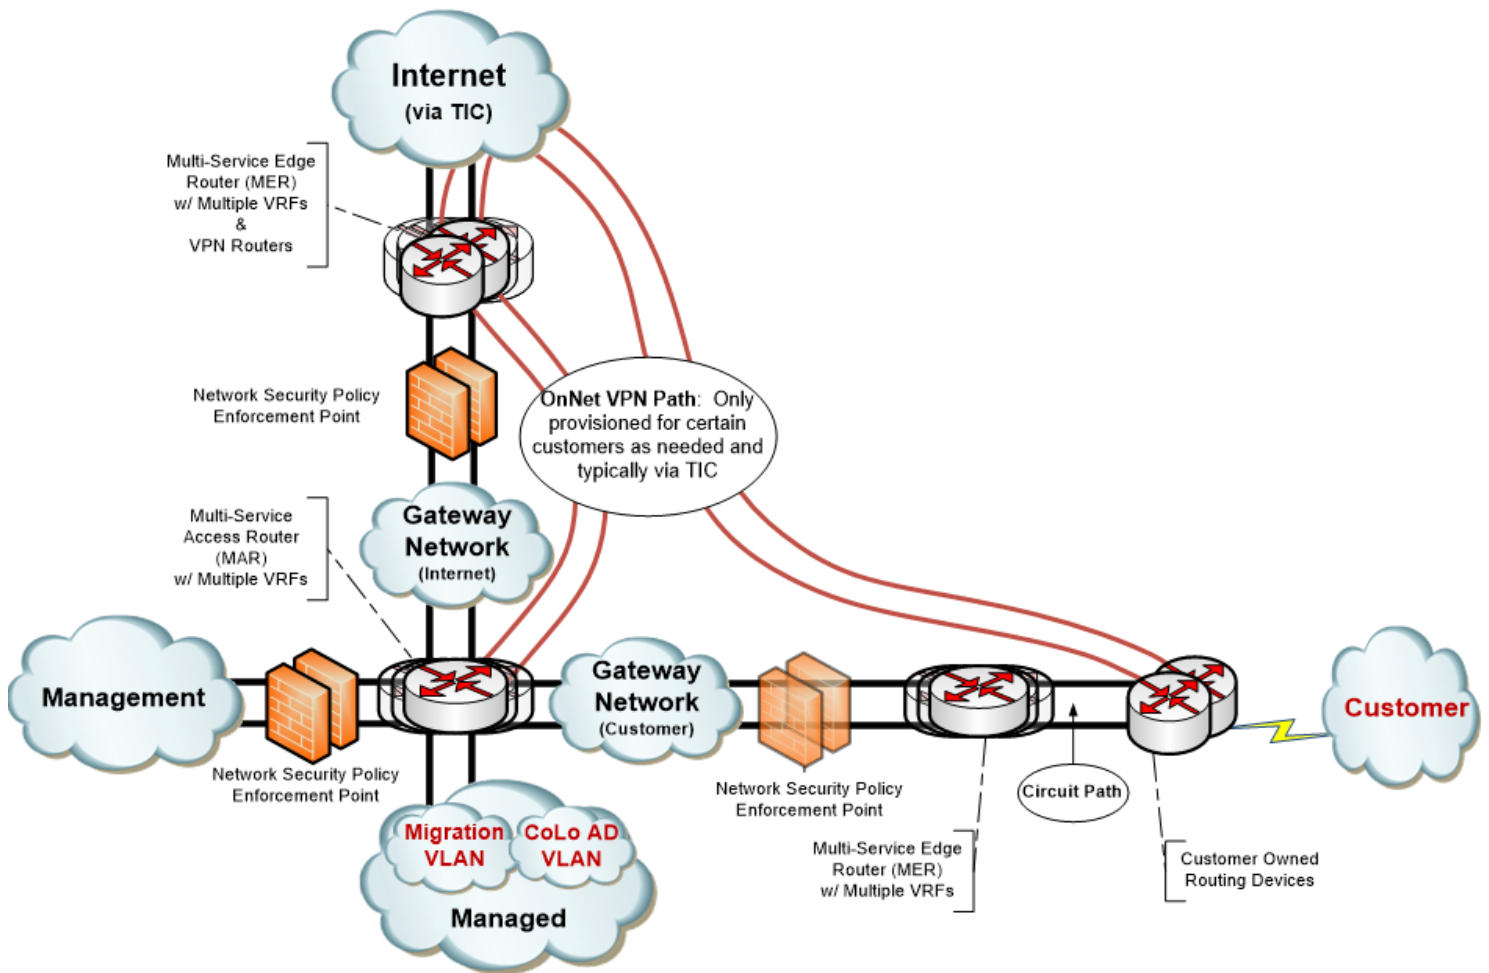 Internet
(via TIC)
Multi-Service Edge
Router (MER)
w/ Multiple VRFs
&
VPN Routers
Network Security Policy
Enforcement Point
OnNet VPN Path:  Only
provisioned for certain
customers as needed and
typically via TIC
Multi-Service
Access Router
(MAR)
w/ Multiple VRFs
Gateway
Network
(Internet)
Management
Network Security Policy
Enforcement Point
Gateway
Network
(Customer)
Network Security Policy
Enforcement Point
Circuit Path
Customer
Migration
VLAN
CoLo AD
VLAN
Managed
Multi-Service Edge
Router (MER)
w/ Multiple VRFs
Customer Owned
Routing Devices